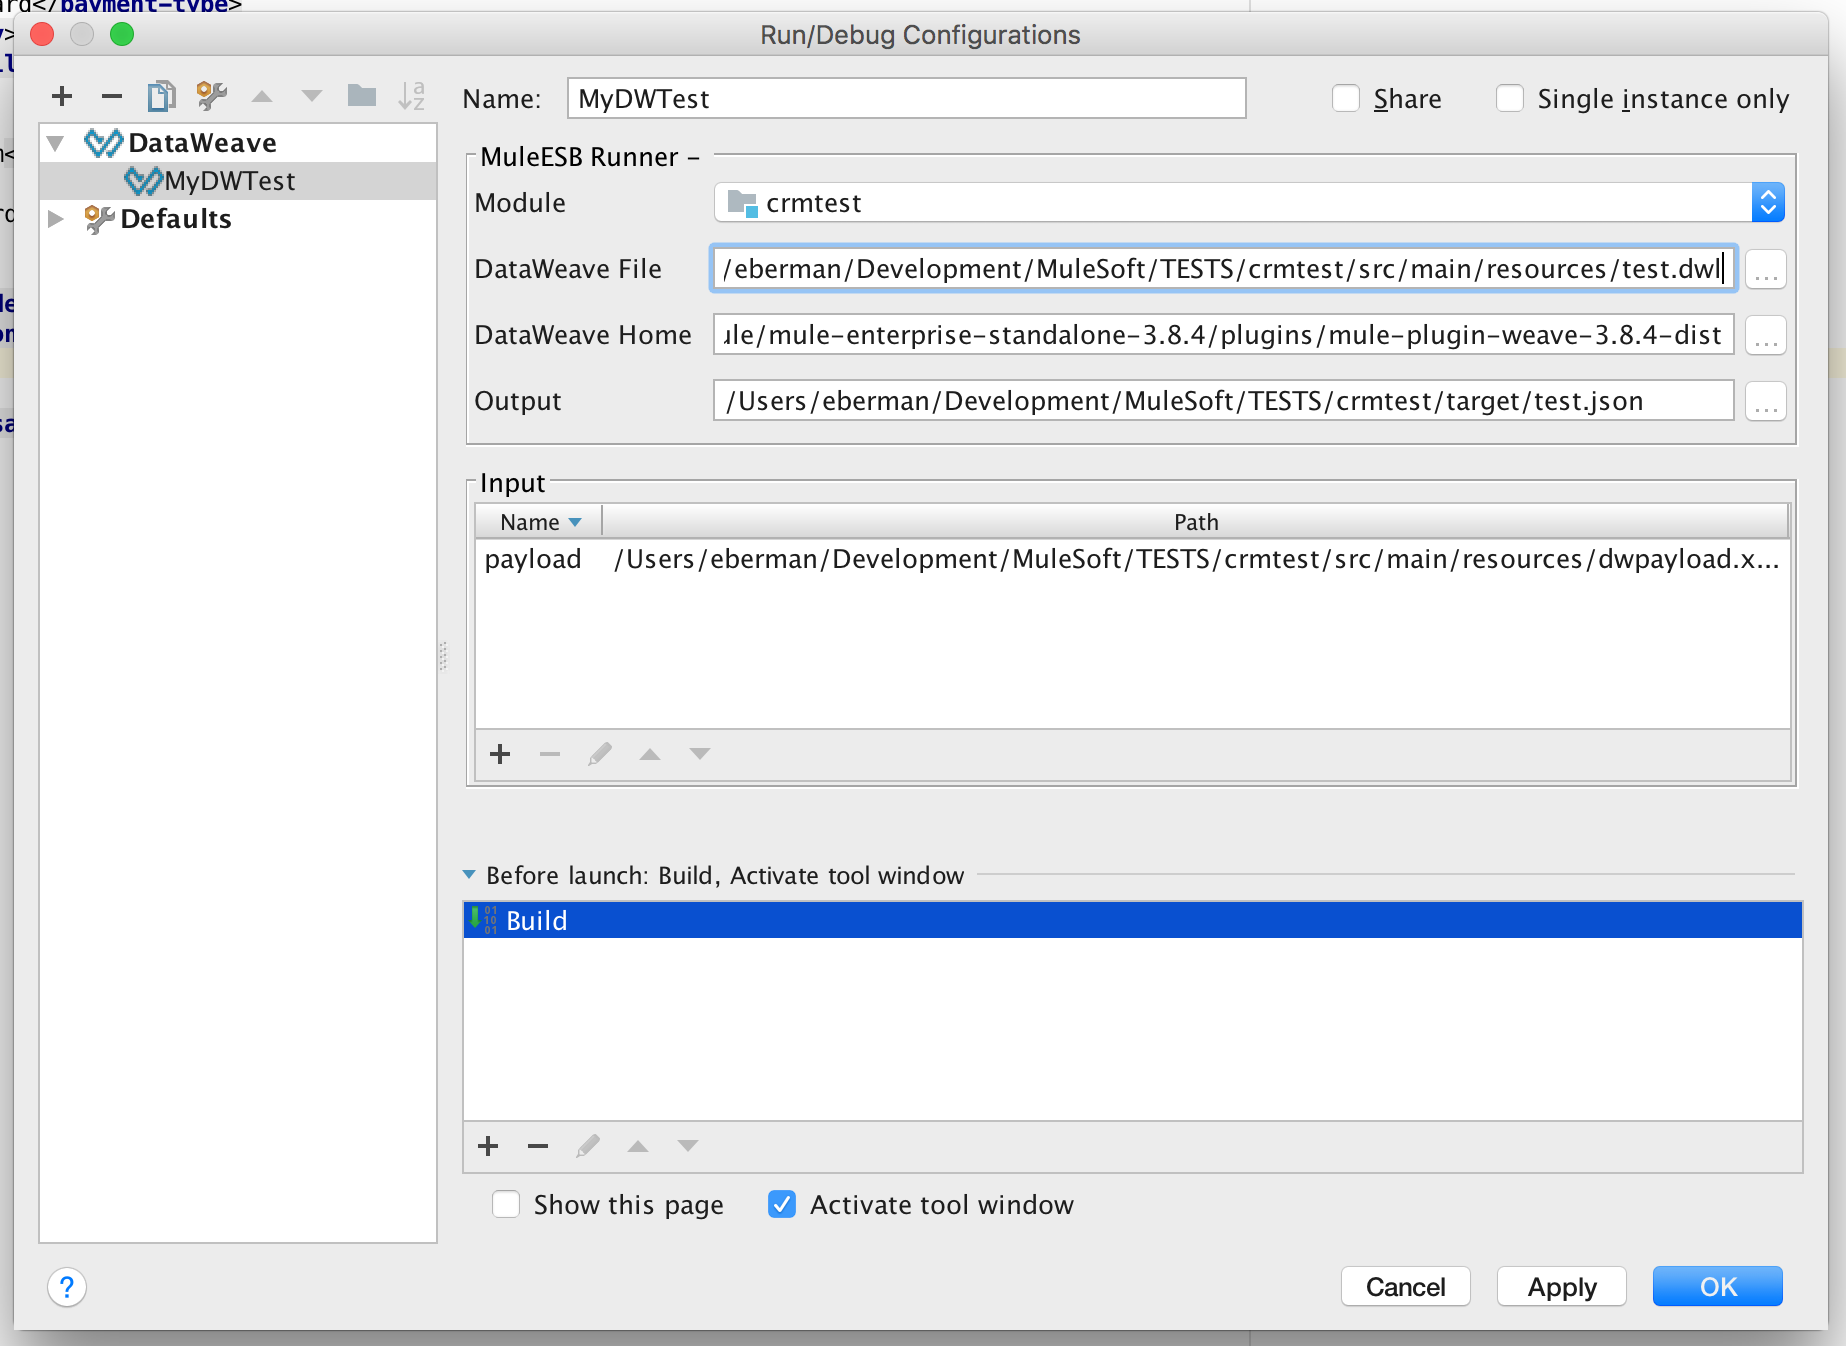 payment-type>
Run/Debug Configurations
DataWeave
MyDWTest
Defaults
Name: MyDWTest
Share
Single instance only
MuleESB Runner –
Module crmtest
DataWeave File /eberman/Development/MuleSoft/TESTS/crmtest/src/main/resources/test.dwl ...
DataWeave Home ule/mule-enterprise-standalone-3.8.4/plugins/mule-plugin-weave-3.8.4-dist ...
Output /Users/eberman/Development/MuleSoft/TESTS/crmtest/target/test.json ...
Input
Name Path
payload /Users/eberman/Development/MuleSoft/TESTS/crmtest/src/main/resources/dwpayload.x...
Before launch: Build, Activate tool window
Build
Show this page
Activate tool window
?
Cancel
Apply
OK